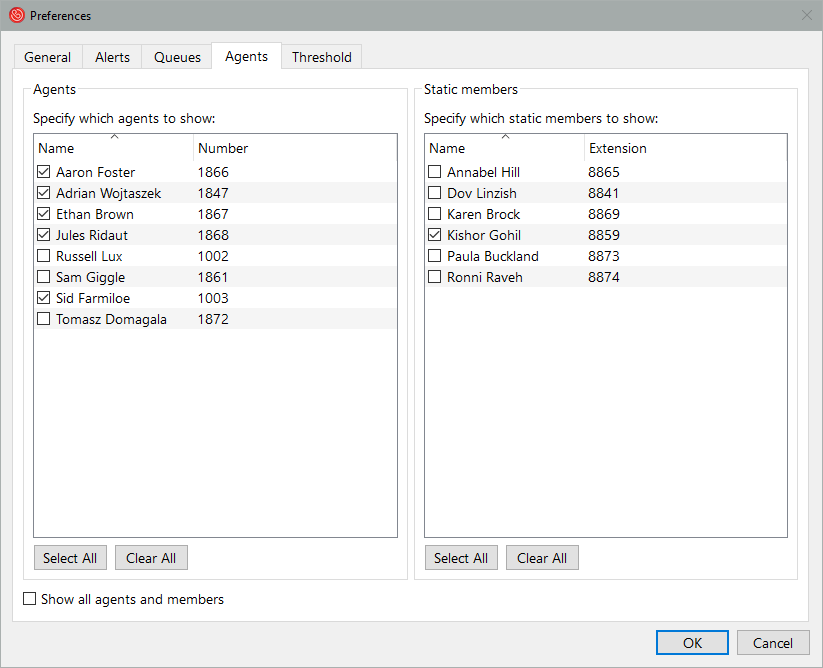 Preferences
General Alerts Queues Agents Threshold
Agents
Specify which agents to show:
Name Number
Aaron Foster 1866
Adrian Wojtaszek 1847
Ethan Brown 1867
Jules Ridaut 1868
Russell Lux 1002
Sam Giggle 1861
Sid Farmiloe 1003
Tomasz Domagala 1872
Select All Clear All
Static members
Specify which static members to show:
Name Extension
Annabel Hill 8865
Dov Linzish 8841
Karen Brock 8869
Kishor Gohil 8859
Paula Buckland 8873
Ronni Raveh 8874
Select All Clear All
Show all agents and members
OK Cancel